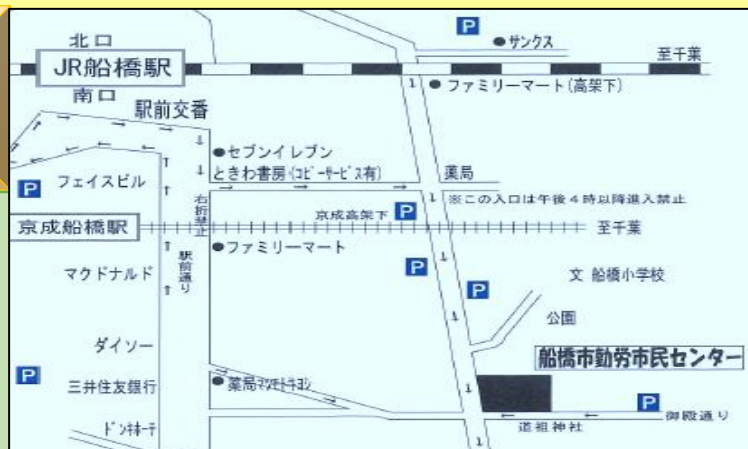 北口
P
●サンクス
至千葉
JR船橋駅
●ファミリーマート(高架下)
南口
駅前交番
●セブンイレブン
ときわ書房(コピーサービス有)
薬局
P
フェイスビル
右折禁止
※この入口は午後4時以降進入禁止
京成高架下
P
京成船橋駅
至千葉
●ファミリーマート
駅前通り
マクドナルド
P
P
文 船橋小学校
公園
ダイソー
船橋市勤労市民センター
P
三井住友銀行
●薬局マツモトキヨシ
P
御殿通り
道祖神社
ドンキホーテ